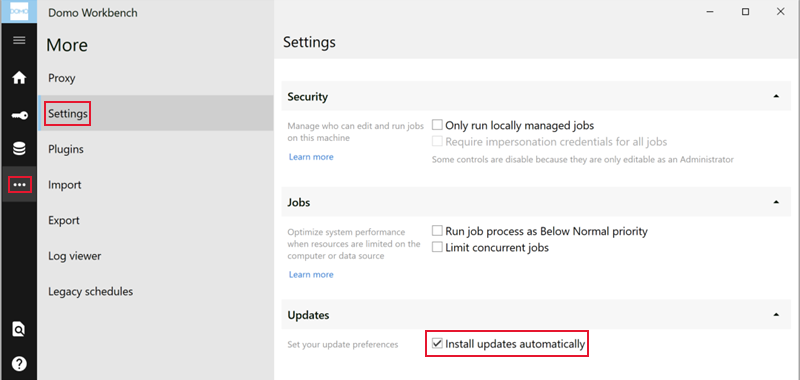 DOMO
Domo Workbench
More
Proxy
Settings
Plugins
Import
Export
Log viewer
Legacy schedules
Settings
Security
Manage who can edit and run jobs
on this machine
Learn more
Only run locally managed jobs
Require impersonation credentials for all jobs
Some controls are disable because they are only editable as an Administrator
Jobs
Optimize system performance
when resources are limited on the
computer or data source
Learn more
Run job process as Below Normal priority
Limit concurrent jobs
Updates
Set your update preferences
Install updates automatically